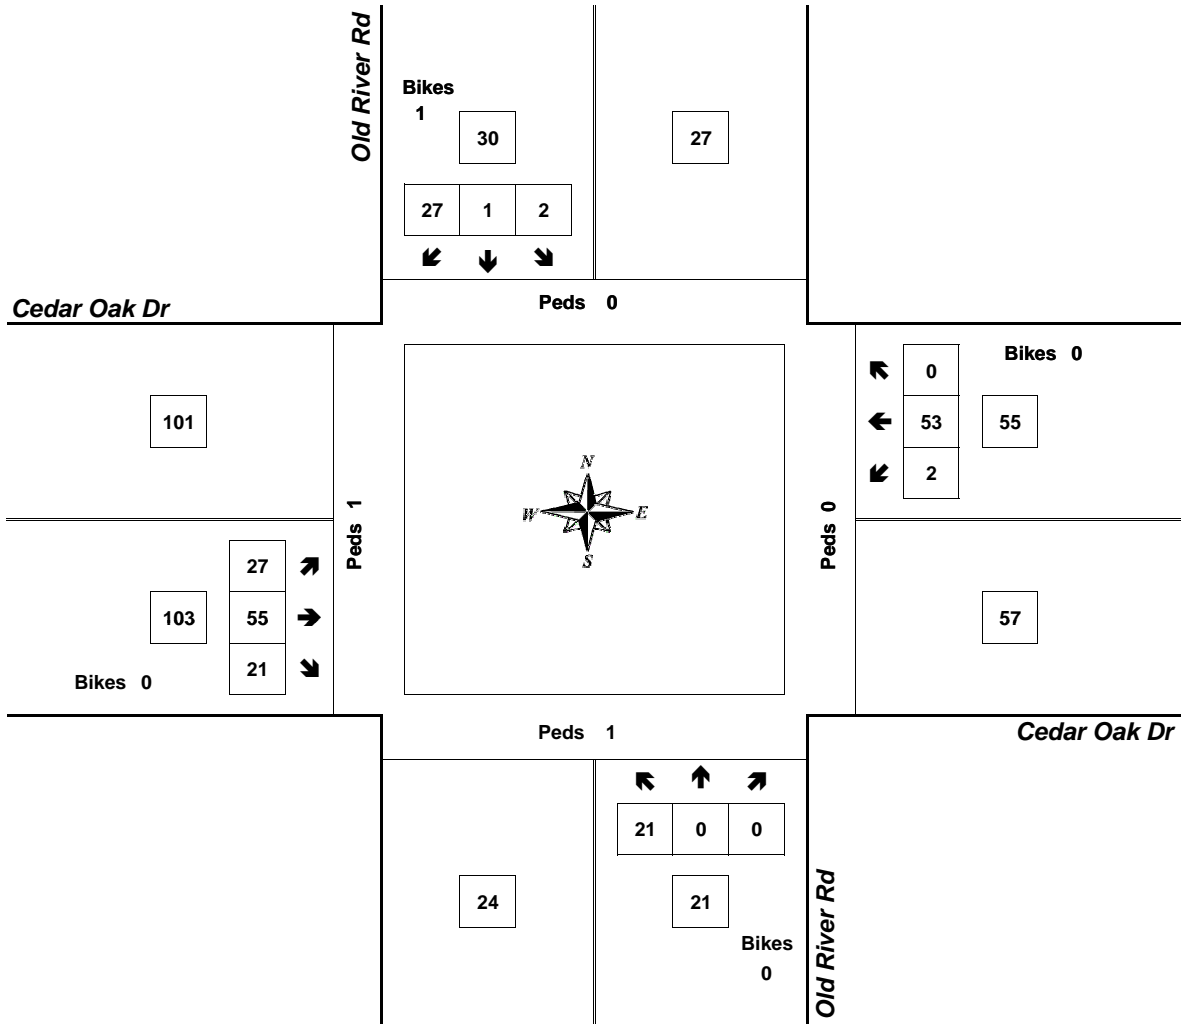 Old River Rd
Bikes
1
30
27
27 1 2
Peds 0
Cedar Oak Dr
Bikes 0
0
101
53
55
2
N
W E
S
Peds 1
Peds 0
27
103
55
57
21
Bikes 0
Peds 1
Cedar Oak Dr
21 0 0
24
21
Bikes
0
Old River Rd